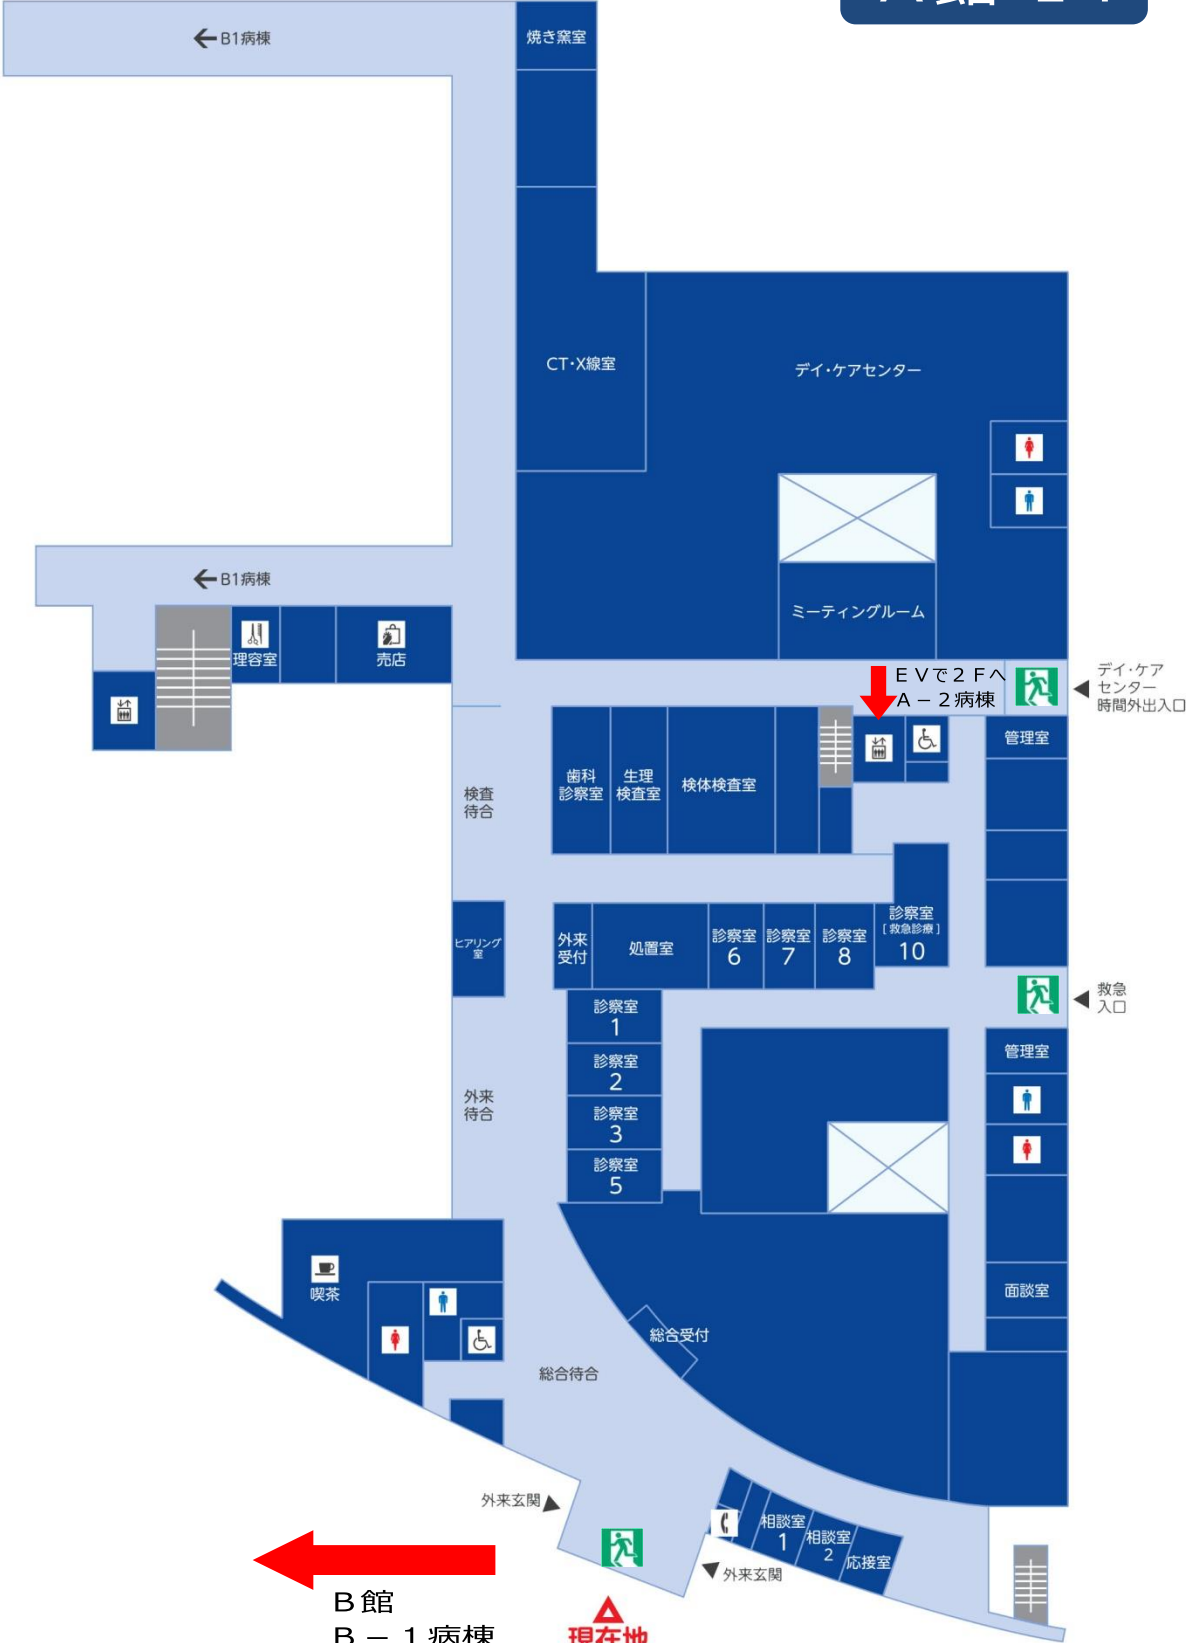 焼き窯室
←B1病棟
CT・X線室
デイ・ケアセンター
←B1病棟
ミーティングルーム
理容室
売店
EVで2Fへ
A-2病棟
デイ・ケア
センター
時間外出入口
管理室
歯科
診察室
生理
検査室
検体検査室
検査
待合
ヒアリング
室
外来
受付
処置室
診察室
6
診察室
7
診察室
8
診察室
[救急診療]
10
救急
入口
診察室
1
診察室
2
診察室
3
診察室
5
管理室
外来
待合
面談室
喫茶
総合受付
総合待合
外来玄関
相談室
1
相談室
2
応接室
外来玄関
B館
B-1病棟
現在地